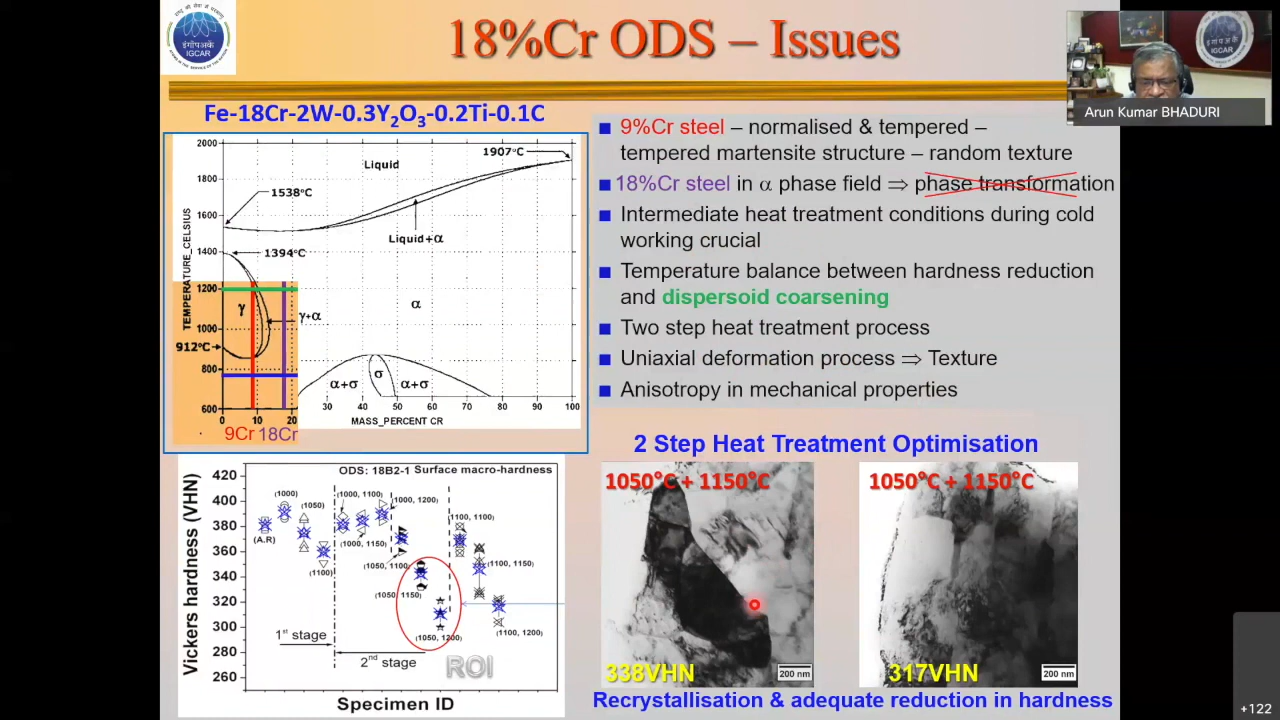 18%Cr ODS – Issues
इंगांपअकें
IGCAR
IGCAR
Arun Kumar BHADURI
Fe-18Cr-2W-0.3Y2O3-0.2Ti-0.1C
2000
1800
1600
1400
1200
1000
800
600
TEMPERATURE_CELSIUS
1907°C
Liquid
1538°C
Liquid+α
1394°C
γ
γ+α
α
912°C
α+σ
σ
α+σ
0 10 20 30 40 50 60 70 80 90 100
MASS_PERCENT CR
9Cr 18Cr
■ 9%Cr steel – normalised & tempered –
tempered martensite structure – random texture
■ 18%Cr steel in α phase field ⇒ phase transformation
■ Intermediate heat treatment conditions during cold
working crucial
■ Temperature balance between hardness reduction
and dispersoid coarsening
■ Two step heat treatment process
■ Uniaxial deformation process ⇒ Texture
■ Anisotropy in mechanical properties
ODS: 18B2-1 Surface macro-hardness
Vickers hardness (VHN)
420
400
380
360
340
320
300
280
260
(A.R)
(1000)
(1050)
(1100)
(1000, 1100)
(1000, 1150)
(1000, 1200)
(1050, 1100)
(1050, 1150)
(1050, 1200)
(1100, 1100)
(1100, 1150)
(1100, 1200)
1st stage
2nd stage
ROI
Specimen ID
2 Step Heat Treatment Optimisation
1050°C + 1150°C
338VHN
200 nm
1050°C + 1150°C
317VHN
200 nm
Recrystallisation & adequate reduction in hardness
+122